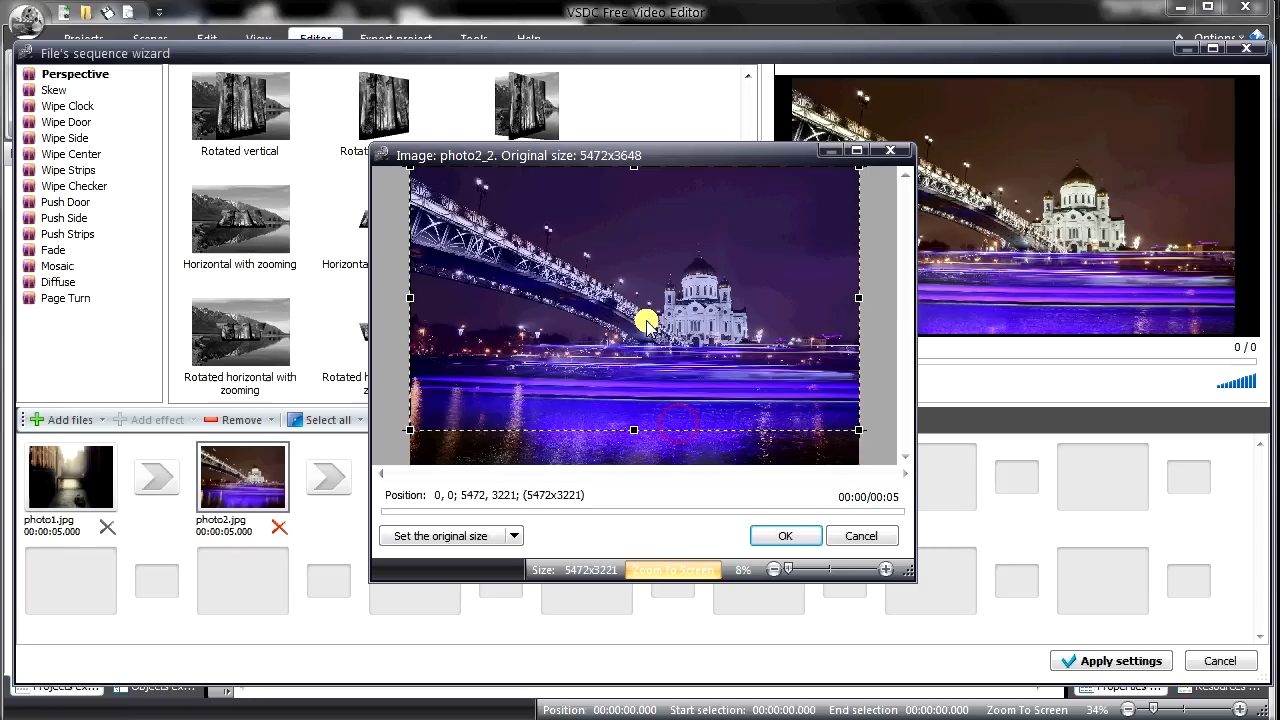 VSDC Free Video Editor
Projects Scenes Edit View Editor Export project Tools Help Options
File's sequence wizard
Perspective
Skew
Wipe Clock
Wipe Door
Wipe Side
Wipe Center
Wipe Strips
Wipe Checker
Push Door
Push Side
Push Strips
Fade
Mosaic
Diffuse
Page Turn
Rotated vertical
Horizontal with zooming
Rotated horizontal with
zooming
Image: photo2_2. Original size: 5472x3648
Position: 0, 0; 5472, 3221; (5472x3221)
00:00/00:05
Set the original size
OK
Cancel
Size: 5472x3221 Zoom To Screen 8%
0 / 0
Add files Add effect Remove Select all
photo1.jpg
00:00:05.000
photo2.jpg
00:00:05.000
Apply settings Cancel
Position: 00:00:00.000 Start selection: 00:00:00.000 End selection: 00:00:00.000 Zoom To Screen 34%